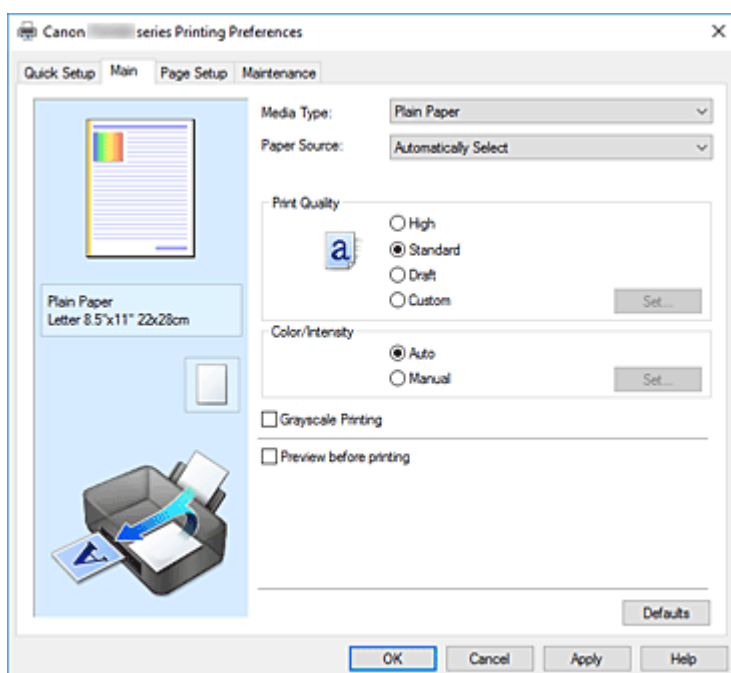 Canon series Printing Preferences
Quick Setup Main Page Setup Maintenance
Media Type: Plain Paper
Paper Source: Automatically Select
Print Quality
High
a
Standard
Draft
Custom Set...
Plain Paper
Letter 8.5"x11" 22x28cm
Color/Intensity
Auto
Manual Set...
Grayscale Printing
Preview before printing
A
Defaults
OK Cancel Apply Help